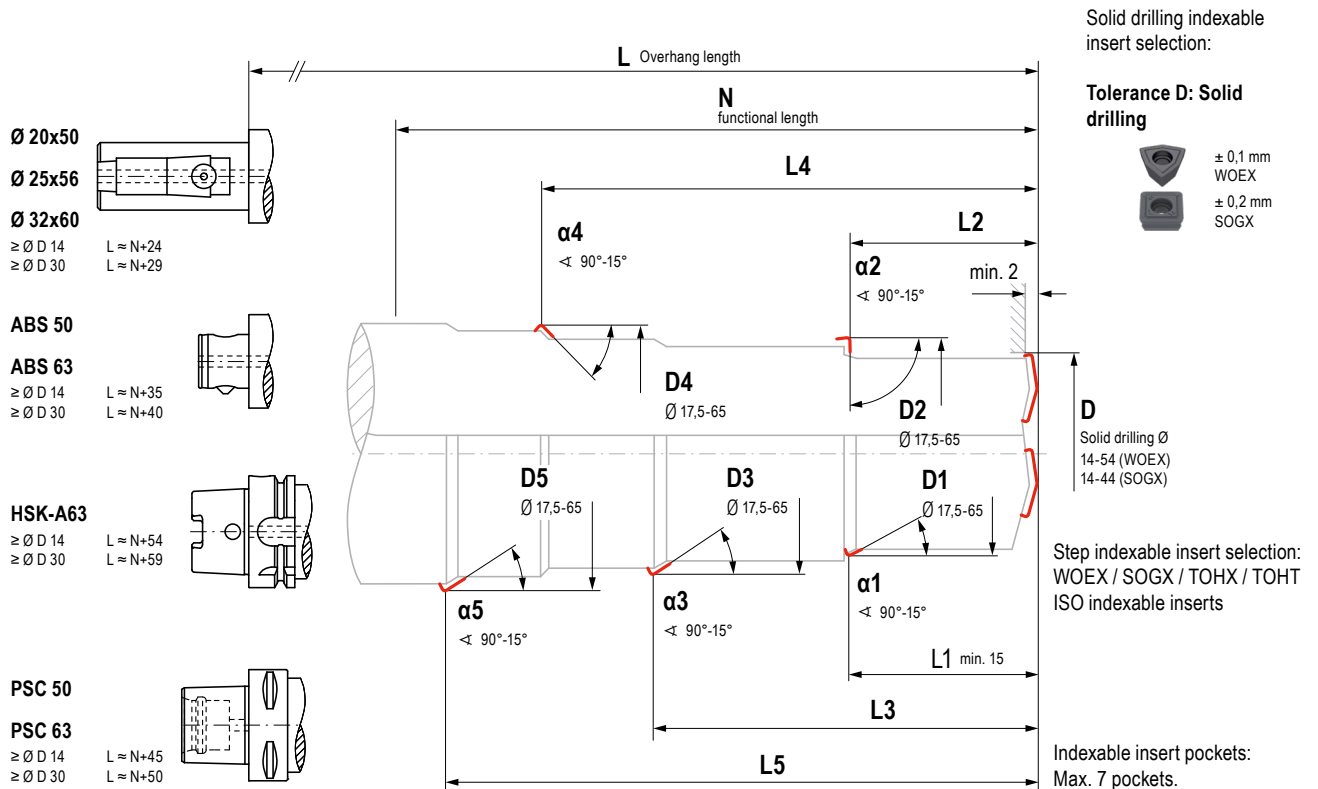 Solid drilling indexable
insert selection:
L Overhang length
Tolerance D: Solid
drilling
N
functional length
± 0,1 mm
WOEX
± 0,2 mm
SOGX
Ø 20x50
Ø 25x56
Ø 32x60
≥ Ø D 14 L ≈ N+24
≥ Ø D 30 L ≈ N+29
L4
L2
α4
∢ 90°-15°
α2
∢ 90°-15°
min. 2
ABS 50
ABS 63
≥ Ø D 14 L ≈ N+35
≥ Ø D 30 L ≈ N+40
D4
Ø 17,5-65
D2
Ø 17,5-65
D
Solid drilling Ø
14-54 (WOEX)
14-44 (SOGX)
D5
Ø 17,5-65
D3
Ø 17,5-65
D1
Ø 17,5-65
HSK-A63
≥ Ø D 14 L ≈ N+54
≥ Ø D 30 L ≈ N+59
Step indexable insert selection:
WOEX / SOGX / TOHX / TOHT
ISO indexable inserts
α5
∢ 90°-15°
α3
∢ 90°-15°
α1
∢ 90°-15°
L1 min. 15
PSC 50
PSC 63
≥ Ø D 14 L ≈ N+45
≥ Ø D 30 L ≈ N+50
L3
L5
Indexable insert pockets:
Max. 7 pockets.